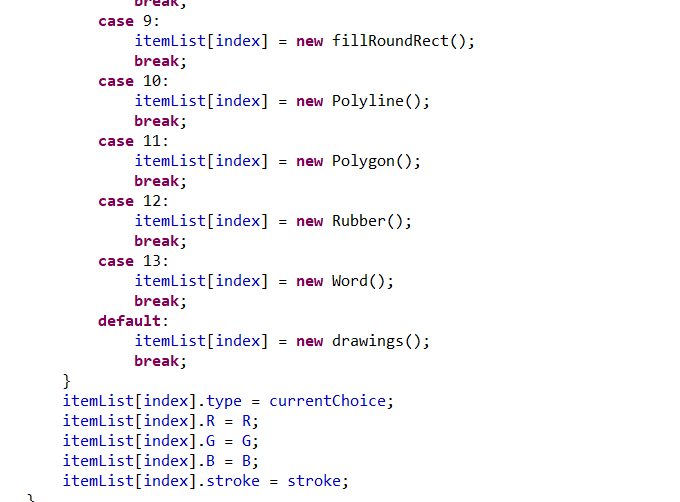 break;
case 9:
itemList[index] = new fillRoundRect();
break;
case 10:
itemList[index] = new Polyline();
break;
case 11:
itemList[index] = new Polygon();
break;
case 12:
itemList[index] = new Rubber();
break;
case 13:
itemList[index] = new Word();
break;
default:
itemList[index] = new drawings();
break;
}
itemList[index].type = currentChoice;
itemList[index].R = R;
itemList[index].G = G;
itemList[index].B = B;
itemList[index].stroke = stroke;
}